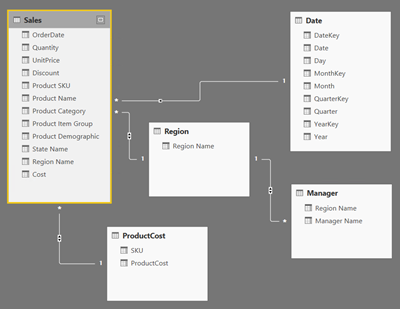 Sales
OrderDate
Quantity
UnitPrice
Discount
Product SKU
Product Name
Product Category
Product Item Group
Product Demographic
State Name
Region Name
Cost
Date
DateKey
Date
Day
MonthKey
Month
QuarterKey
Quarter
YearKey
Year
*
1
*
1
Region
Region Name
1
*
Manager
Region Name
Manager Name
*
1
ProductCost
SKU
ProductCost